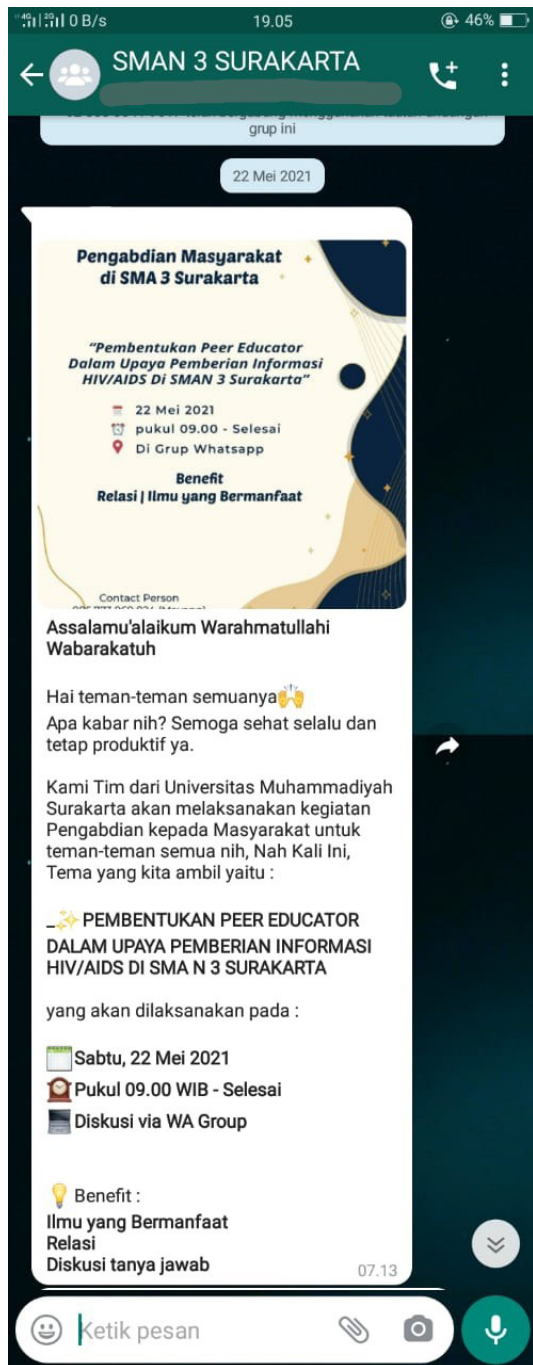 4G 2G 0 B/s 19.05 46%
SMAN 3 SURAKARTA
grup ini
22 Mei 2021
Pengabdian Masyarakat
di SMA 3 Surakarta
"Pembentukan Peer Educator
Dalam Upaya Pemberian Informasi
HIV/AIDS Di SMAN 3 Surakarta"
22 Mei 2021
pukul 09.00 - Selesai
Di Grup Whatsapp
Benefit
Relasi | Ilmu yang Bermanfaat
Contact Person
Assalamu'alaikum Warahmatullahi
Wabarakatuh
Hai teman-teman semuanya🙌
Apa kabar nih? Semoga sehat selalu dan
tetap produktif ya.
Kami Tim dari Universitas Muhammadiyah
Surakarta akan melaksanakan kegiatan
Pengabdian kepada Masyarakat untuk
teman-teman semua nih, Nah Kali Ini,
Tema yang kita ambil yaitu :
_✨ PEMBENTUKAN PEER EDUCATOR
DALAM UPAYA PEMBERIAN INFORMASI
HIV/AIDS DI SMA N 3 SURAKARTA
yang akan dilaksanakan pada :
🗓Sabtu, 22 Mei 2021
🕰Pukul 09.00 WIB - Selesai
💻Diskusi via WA Group
💡 Benefit :
Ilmu yang Bermanfaat
Relasi
Diskusi tanya jawab
07.13
Ketik pesan